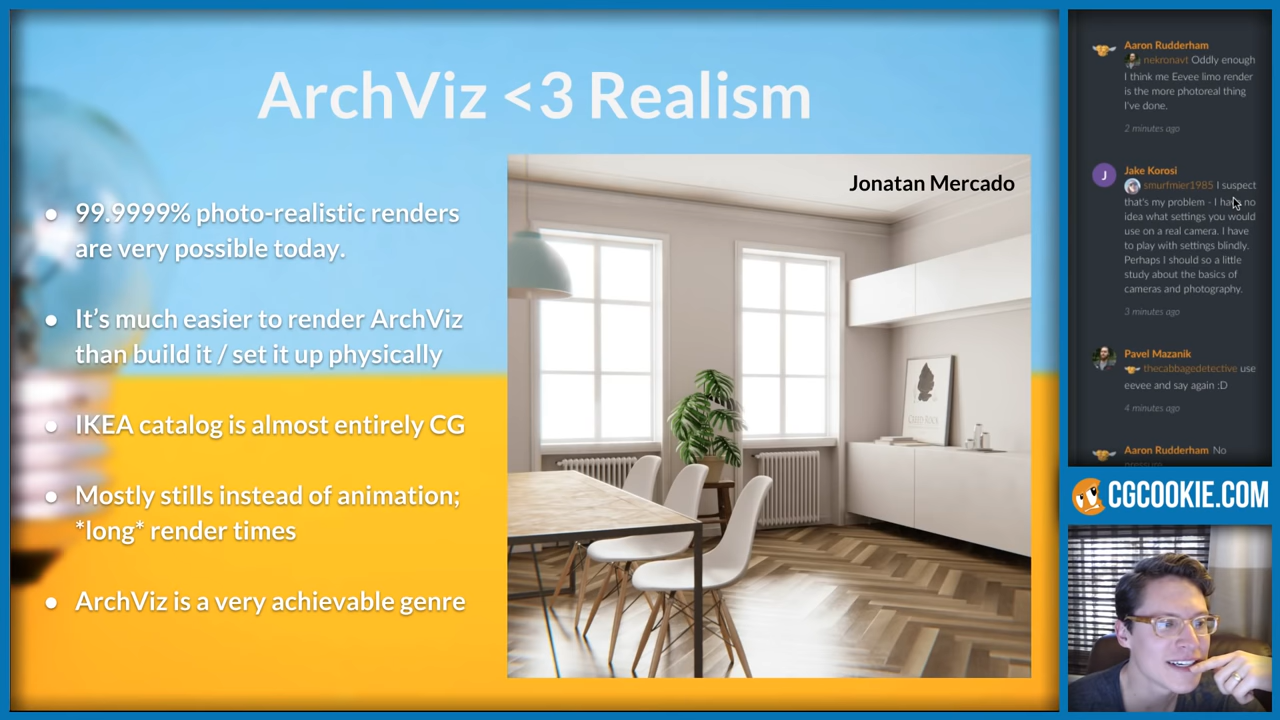 ArchViz <3 Realism
• 99.9999% photo-realistic renders
are very possible today.
• It's much easier to render ArchViz
than build it / set it up physically
• IKEA catalog is almost entirely CG
• Mostly stills instead of animation;
*long* render times
• ArchViz is a very achievable genre
Jonatan Mercado
Aaron Rudderham
nekronavt Oddly enough
I think me Eevee limo render
is the more photoreal thing
I've done.
2 minutes ago
J
Jake Korosi
smurfmier1985 I suspect
that's my problem - I have no
idea what settings you would
use on a real camera. I have
to play with settings blindly.
Perhaps I should so a little
study about the basics of
cameras and photography.
3 minutes ago
Pavel Mazanik
thecabbagedetective use
eevee and say again :D
4 minutes ago
Aaron Rudderham No
CGCOOKIE.COM